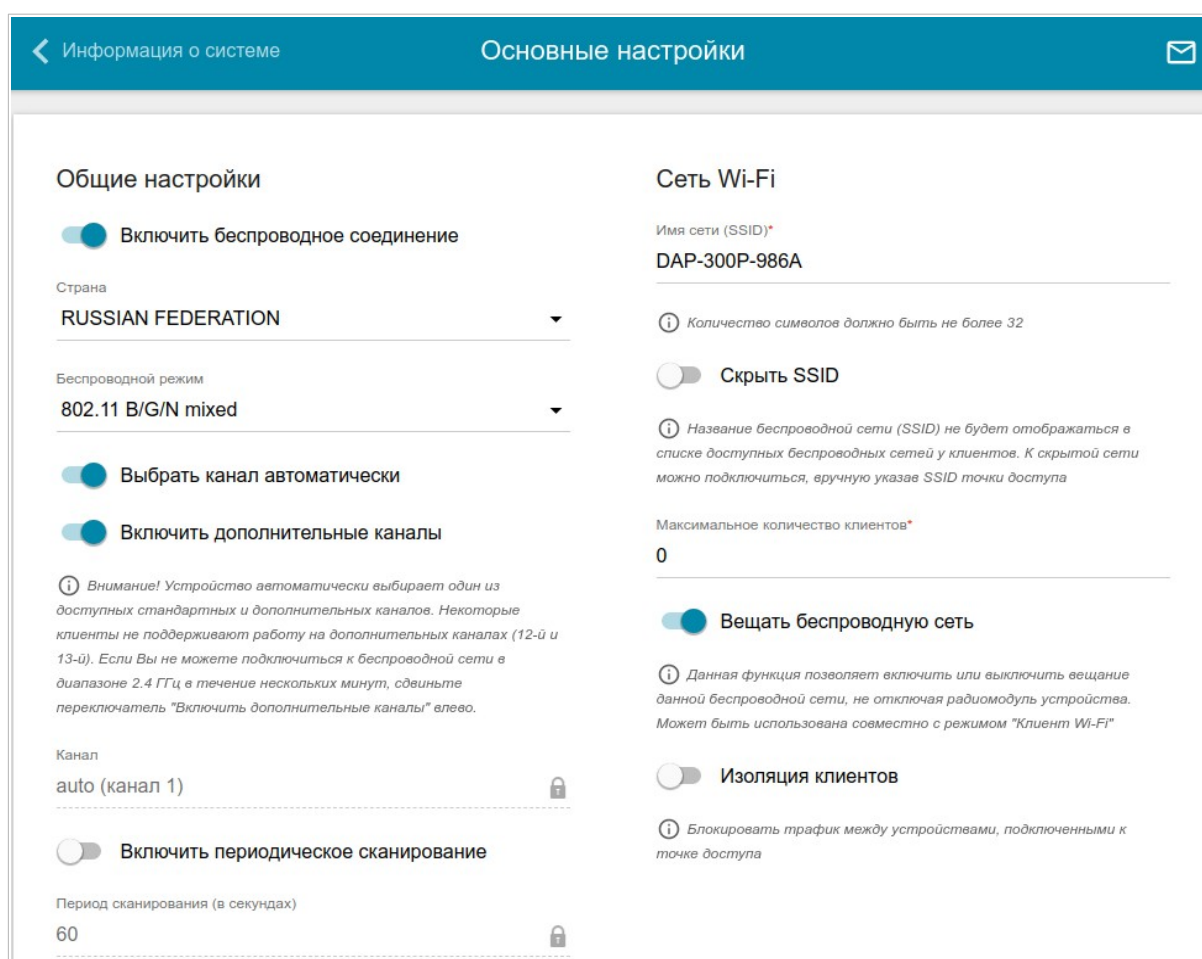 Информация о системе
Основные настройки
Общие настройки
Включить беспроводное соединение
Страна
RUSSIAN FEDERATION
Беспроводной режим
802.11 B/G/N mixed
Выбрать канал автоматически
Включить дополнительные каналы
Внимание! Устройство автоматически выбирает один из
доступных стандартных и дополнительных каналов. Некоторые
клиенты не поддерживают работу на дополнительных каналах (12-й и
13-й). Если Вы не можете подключиться к беспроводной сети в
диапазоне 2.4 ГГц в течение нескольких минут, сдвиньте
переключатель "Включить дополнительные каналы" влево.
Канал
auto (канал 1)
Включить периодическое сканирование
Период сканирования (в секундах)
60
Сеть Wi-Fi
Имя сети (SSID)*
DAP-300P-986A
Количество символов должно быть не более 32
Скрыть SSID
Название беспроводной сети (SSID) не будет отображаться в
списке доступных беспроводных сетей у клиентов. К скрытой сети
можно подключиться, вручную указав SSID точки доступа
Максимальное количество клиентов*
0
Вещать беспроводную сеть
Данная функция позволяет включить или выключить вещание
данной беспроводной сети, не отключая радиомодуль устройства.
Может быть использована совместно с режимом "Клиент Wi-Fi"
Изоляция клиентов
Блокировать трафик между устройствами, подключенными к
точке доступа